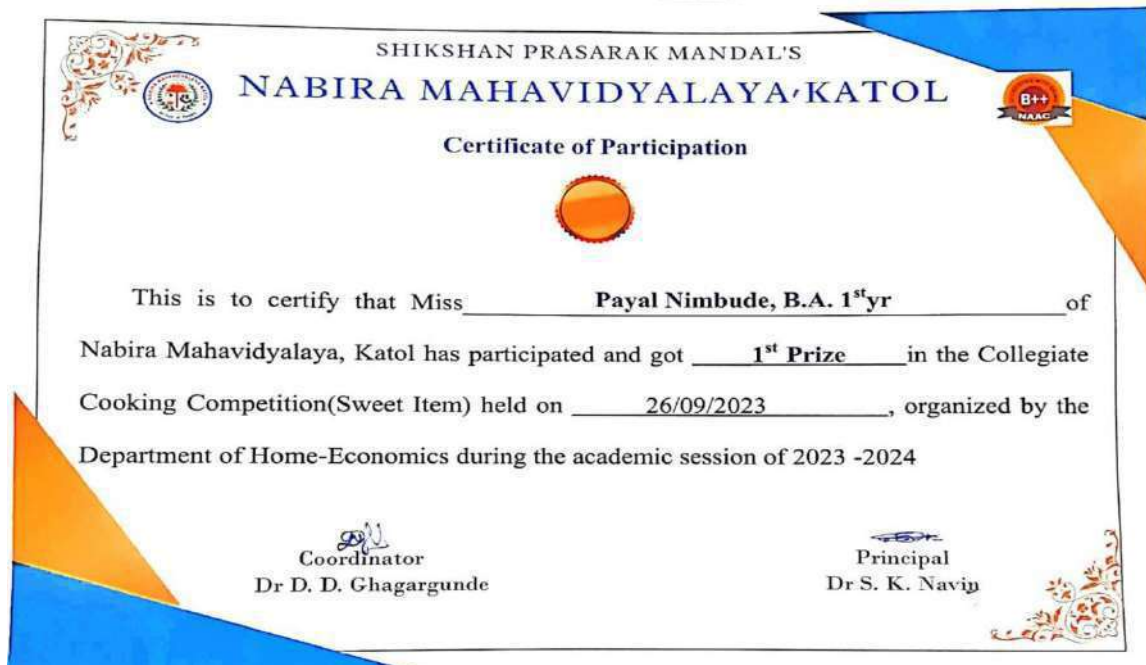 SHIKSHAN PRASARAK MANDAL'S
NABIRA MAHAVIDYALAYA,KATOL
B++
NAAC
Certificate of Participation
This is to certify that Miss Payal Nimbude, B.A. 1st yr of
Nabira Mahavidyalaya, Katol has participated and got 1st Prize in the Collegiate
Cooking Competition(Sweet Item) held on 26/09/2023, organized by the
Department of Home-Economics during the academic session of 2023 -2024
Coordinator
Dr D. D. Ghagargunde
Principal
Dr S. K. Navin